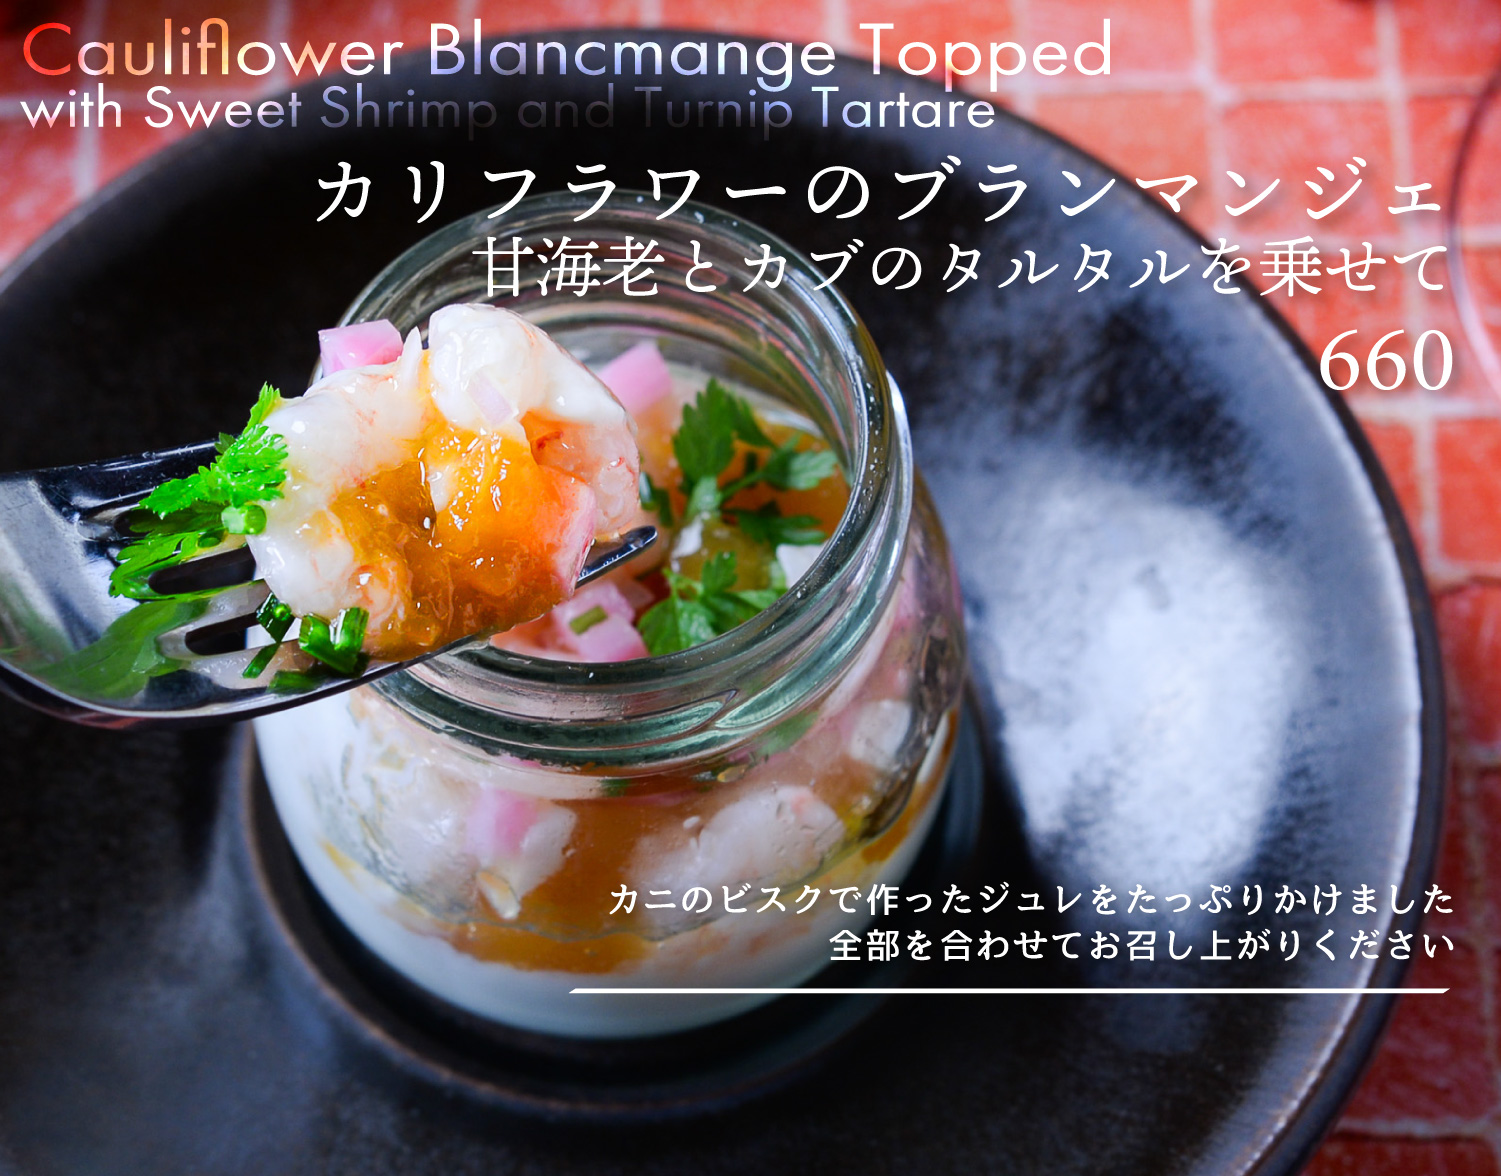 Cauliflower Blancmange Topped
with Sweet Shrimp and Turnip Tartare
カリフラワーのブランマンジェ
甘海老とカブのタルタルを乗せて
660
カニのビスクで作ったジュレをたっぷりかけました
全部を合わせてお召し上がりください